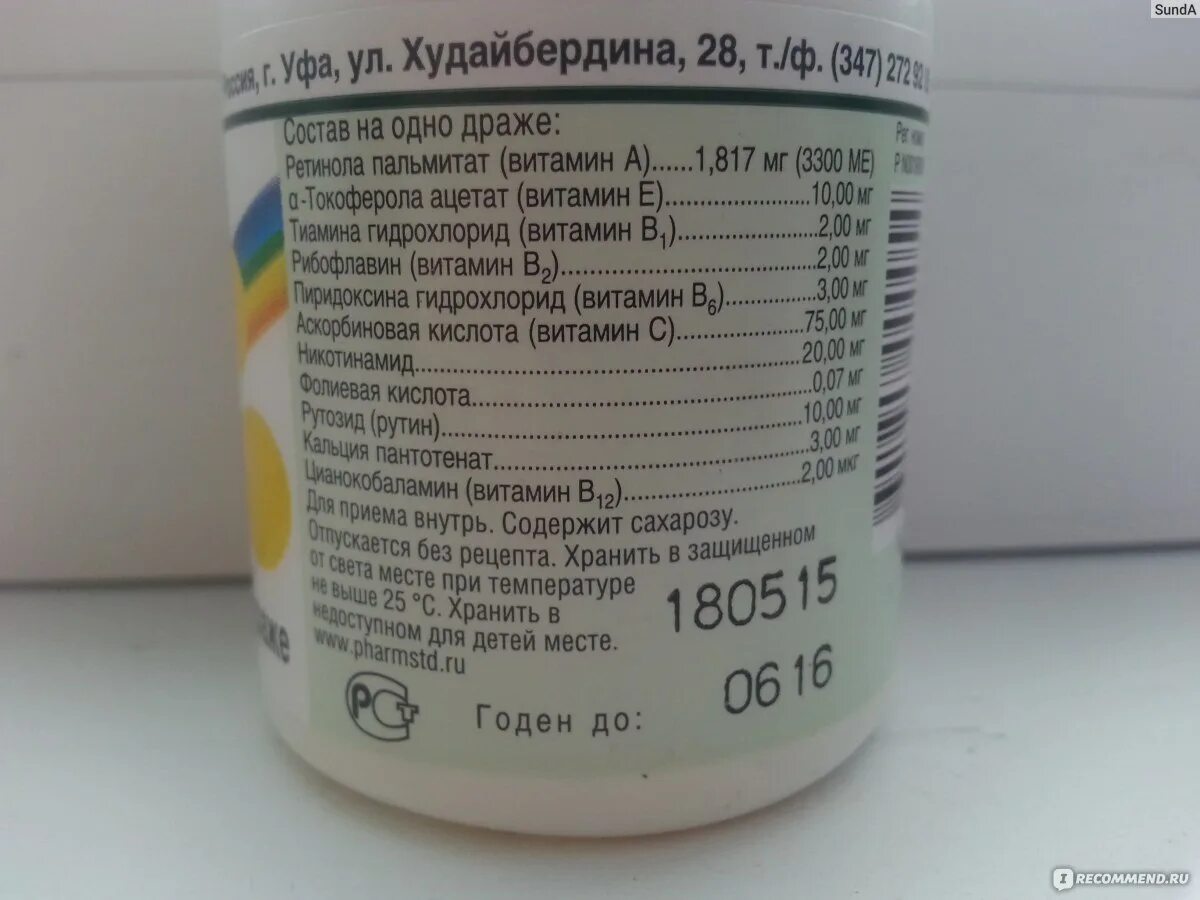 SundA
г. Уфа, ул. Худайбердина, 28, т./ф. (347) 272 92
Состав на одно драже:
Ретинола пальмитат (витамин А)......1,817 мг (3300 МЕ)
α-Токоферола ацетат (витамин Е)........................10,00 мг
Тиамина гидрохлорид (витамин В1)......................2,00 мг
Рибофлавин (витамин В2)........................................2,00 мг
Пиридоксина гидрохлорид (витамин В6)..............3,00 мг
Аскорбиновая кислота (витамин С)....................75,00 мг
Никотинамид............................................................20,00 мг
Фолиевая кислота.....................................................0,07 мг
Рутозид (рутин)........................................................10,00 мг
Кальция пантотенат..................................................3,00 мг
Цианокобаламин (витамин В12)...........................2,00 мкг
Для приема внутрь. Содержит сахарозу.
Отпускается без рецепта. Хранить в защищенном
от света месте при температуре
не выше 25 °С. Хранить в
недоступном для детей месте.
www.pharmstd.ru
180515
РСТ
Годен до:
0616
Рег
IRECOMMEND.RU